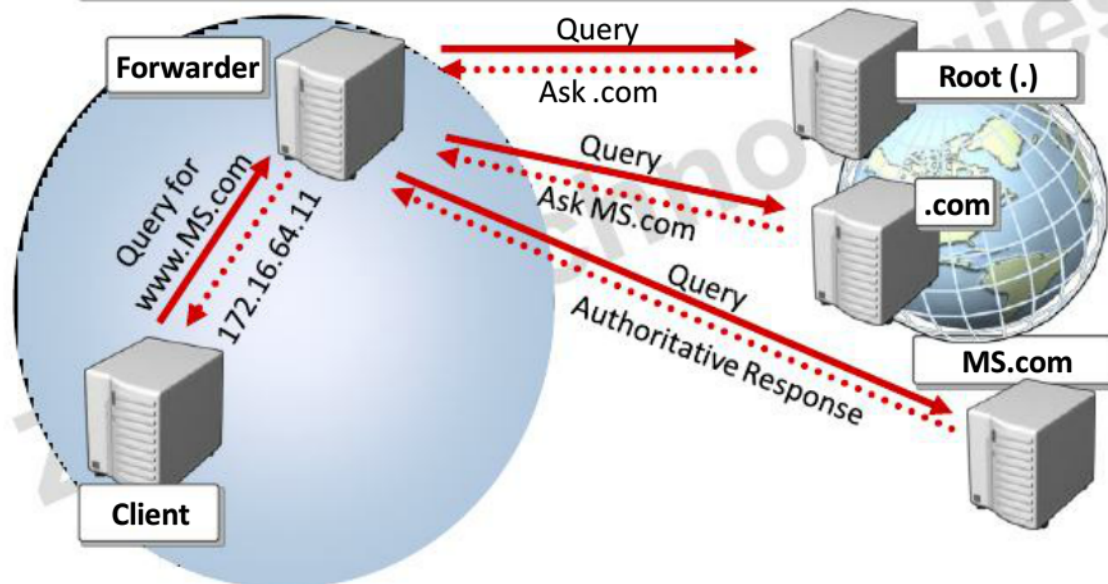 Forwarder
Query
Ask .com
Root (.)
Query
Ask MS.com
.com
Query for
www.MS.com
172.16.64.11
Query
Authoritative Response
MS.com
Client